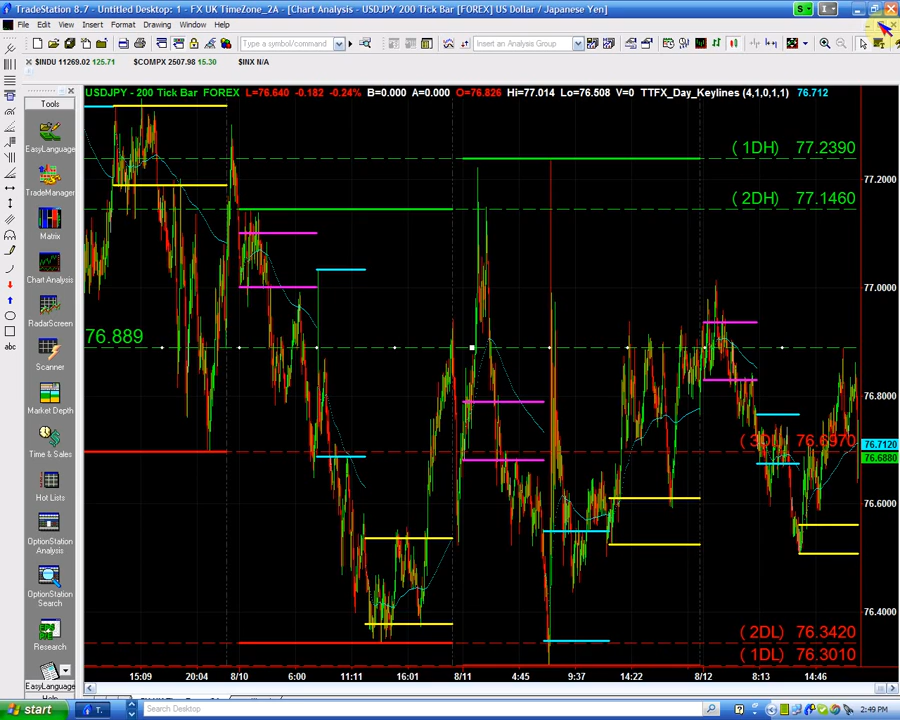 TradeStation 8.7 - Untitled Desktop: 1 - FX UK TimeZone_2A - [Chart Analysis - USDJPY 200 Tick Bar [FOREX] US Dollar / Japanese Yen]
File Edit View Insert Format Drawing Window Help
Type a symbol/command
Insert an Analysis Group
$INDU 11269.02 125.71 $COMPX 2507.98 15.30 $INX N/A
Tools
USDJPY - 200 Tick Bar FOREX L=76.640 -0.182 -0.24% B=0.000 A=0.000 O=76.826 Hi=77.014 Lo=76.508 V=0 TTFX_Day_Keylines (4,1,0,1,1) 76.712
EasyLanguage
TradeManager
Matrix
Chart Analysis
RadarScreen
Scanner
Market Depth
Time & Sales
Hot Lists
OptionStation
Analysis
OptionStation
Search
Research
EasyLanguage
abc
( 1DH) 77.2390
77.2000
( 2DH) 77.1460
77.0000
76.889
76.8000
76.6970
76.7120
76.6880
76.6000
76.4000
( 2DL) 76.3420
( 1DL) 76.3010
15:09 20:04 8/10 6:00 11:11 16:01 8/11 4:45 9:37 14:22 8/12 8:13 14:46
start
T.
Search Desktop
2:49 PM